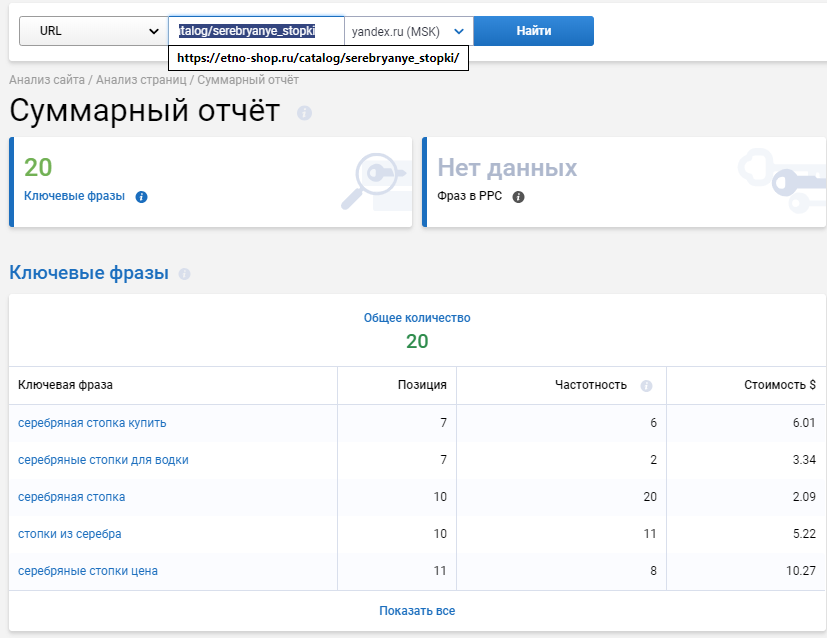 URL
atalog/serebryanye_stopki
yandex.ru (MSK)
Найти
https://etno-shop.ru/catalog/serebryanye_stopki/
Анализ сайта / Анализ страниц / Суммарный отчёт
Суммарный отчёт
20
Ключевые фразы
Нет данных
Фраз в PPC
Ключевые фразы
Общее количество
20
Ключевая фраза Позиция Частотность Стоимость $
серебряная стопка купить 7 6 6.01
серебряные стопки для водки 7 2 3.34
серебряная стопка 10 20 2.09
стопки из серебра 10 11 5.22
серебряные стопки цена 11 8 10.27
Показать все